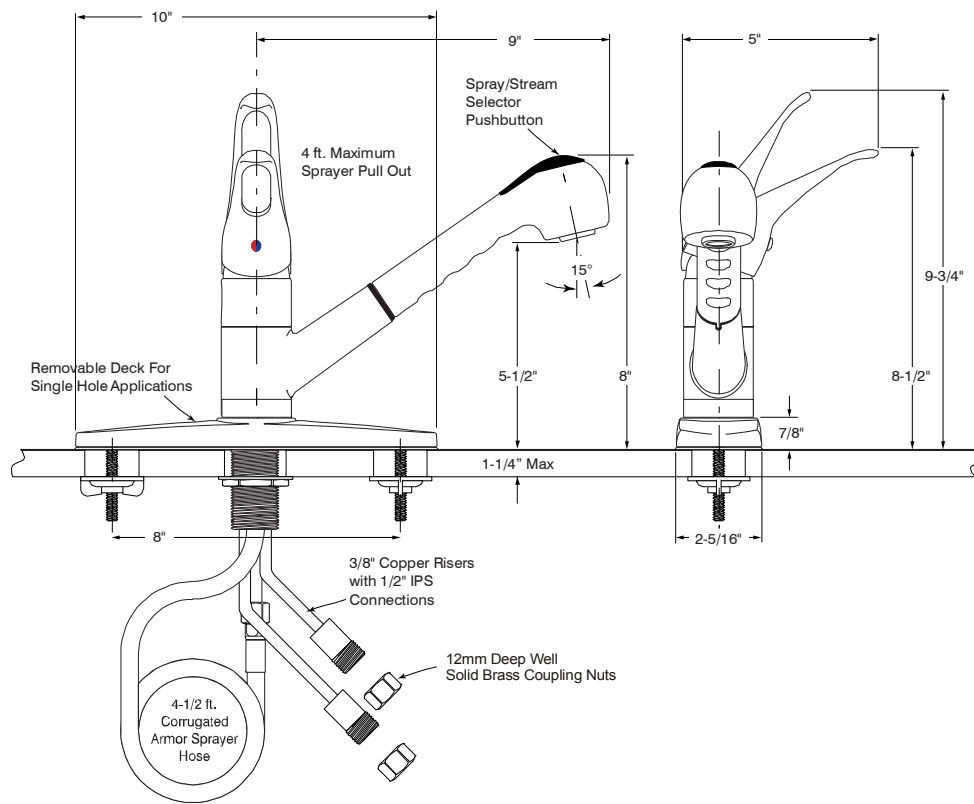 10"
9"
5"
Spray/Stream
Selector
Pushbutton
4 ft. Maximum
Sprayer Pull Out
15°
9-3/4"
Removable Deck For
Single Hole Applications
5-1/2"
8"
8-1/2"
7/8"
1-1/4” Max
8"
2-5/16"
3/8" Copper Risers
with 1/2" IPS
Connections
12mm Deep Well
Solid Brass Coupling Nuts
4-1/2 ft.
Corrugated
Armor Sprayer
Hose